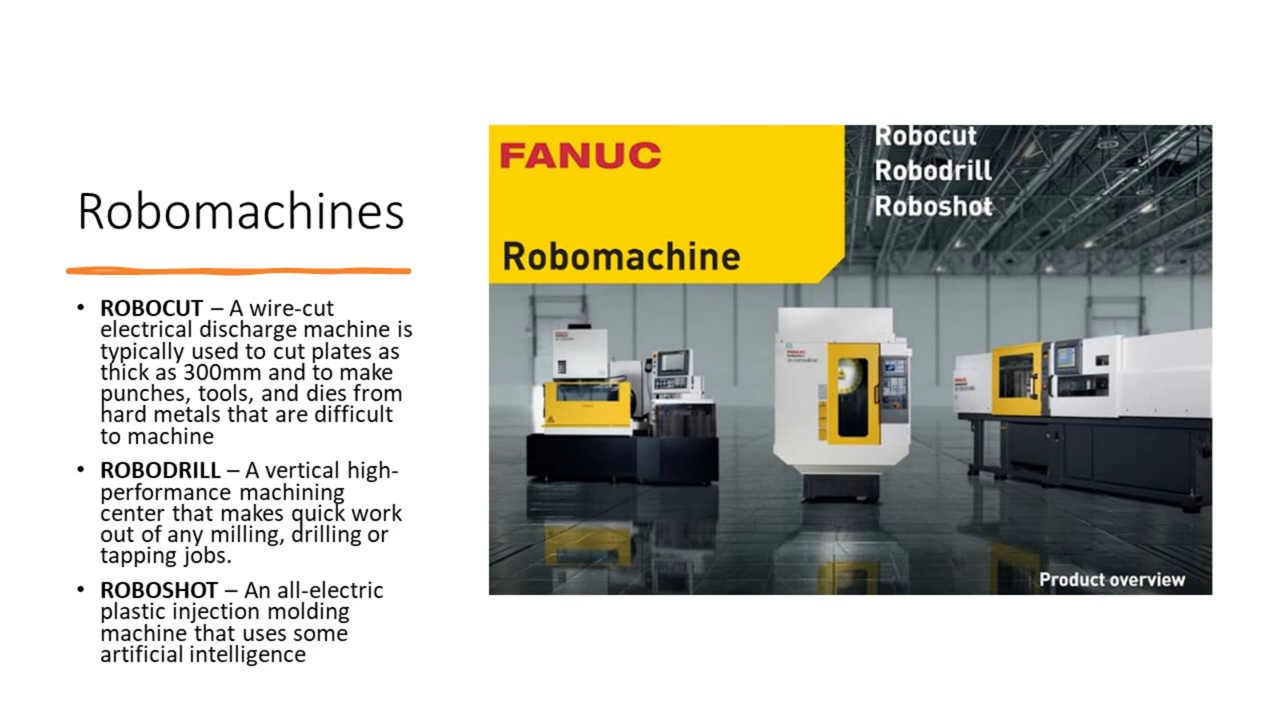 Robomachines
• ROBOCUT – A wire-cut
electrical discharge machine is
typically used to cut plates as
thick as 300mm and to make
punches, tools, and dies from
hard metals that are difficult
to machine
• ROBODRILL – A vertical high-
performance machining
center that makes quick work
out of any milling, drilling or
tapping jobs.
• ROBOSHOT – An all-electric
plastic injection molding
machine that uses some
artificial intelligence
FANUC
Robomachine
Robocut
Robodrill
Roboshot
Product overview